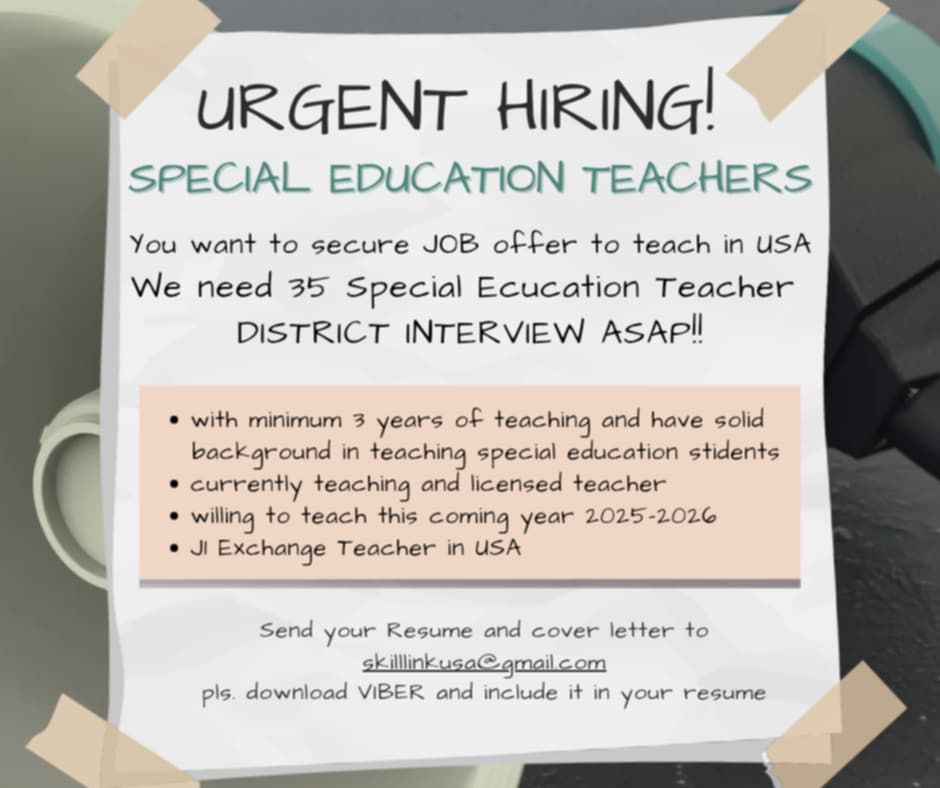 URGENT HIRING!
SPECIAL EDUCATION TEACHERS
You want to secure JOB offer to teach in USA
We need 35 Special Ecucation Teacher
DISTRICT INTERVIEW ASAP!!
• with minimum 3 years of teaching and have solid
background in teaching special education stidents
• currently teaching and licensed teacher
• willing to teach this coming year 2025-2026
• J1 Exchange Teacher in USA
Send your Resume and cover letter to
skilllinkusa@gmail.com
pls. download VIBER and include it in your resume